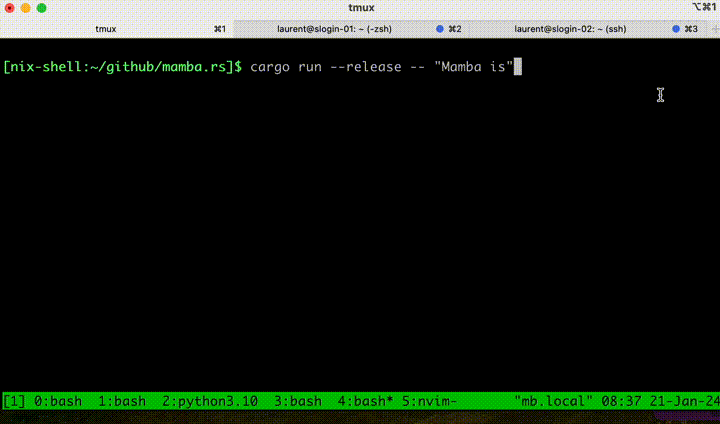 tmux
⌥⌘1
tmux ⌘1 laurent@slogin-01: ~ (-zsh) ⌘2 laurent@slogin-02: ~ (ssh) ⌘3 +
[nix-shell:~/github/mamba.rs]$ cargo run --release -- "Mamba is"
[1] 0:bash 1:bash 2:python3.10 3:bash 4:bash* 5:nvim- "mb.local" 08:37 21-Jan-24